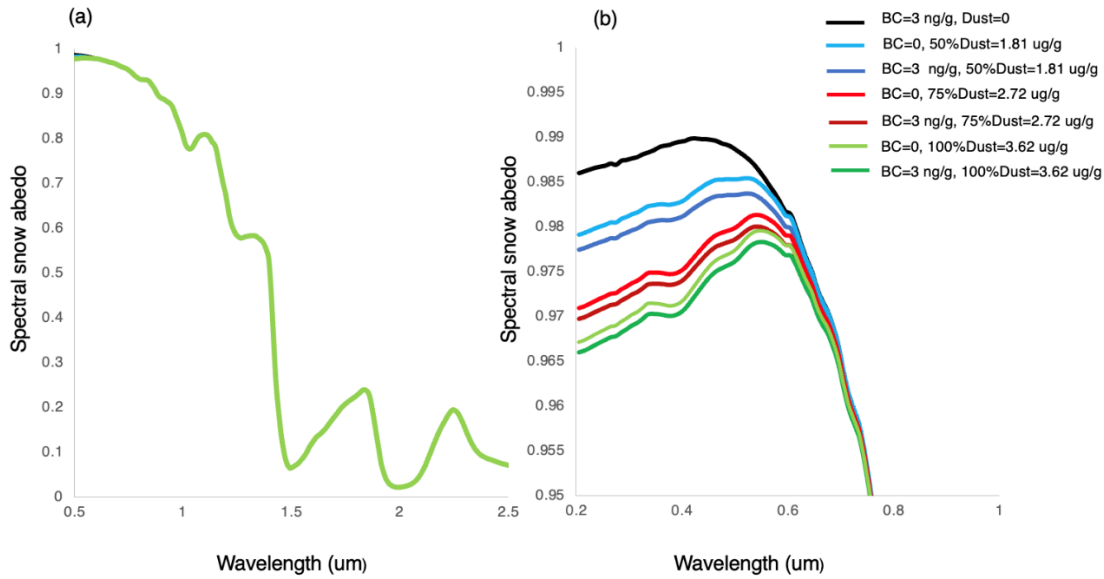 (a)
Spectral snow abedo
1
0.9
0.8
0.7
0.6
0.5
0.4
0.3
0.2
0.1
0
0.5
1
1.5
2
2.5
Wavelength (um)
(b)
Spectral snow abedo
1
0.995
0.99
0.985
0.98
0.975
0.97
0.965
0.96
0.955
0.95
0.2
0.4
0.6
0.8
1
Wavelength (um)
BC=3 ng/g, Dust=0
BC=0, 50%Dust=1.81 ug/g
BC=3 ng/g, 50%Dust=1.81 ug/g
BC=0, 75%Dust=2.72 ug/g
BC=3 ng/g, 75%Dust=2.72 ug/g
BC=0, 100%Dust=3.62 ug/g
BC=3 ng/g, 100%Dust=3.62 ug/g